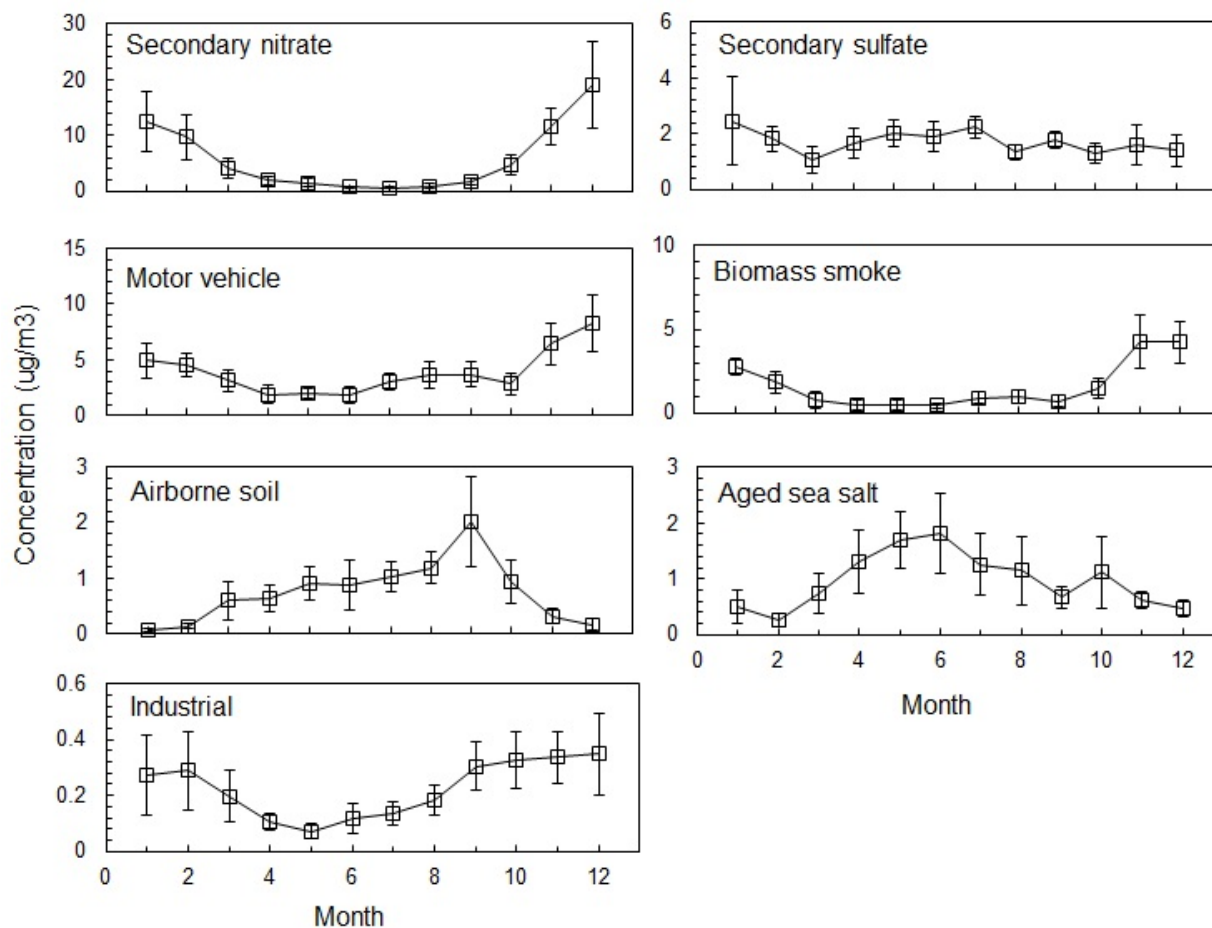 Concentration (ug/m3)
30
20
10
0
Secondary nitrate
6
4
2
0
Secondary sulfate
15
10
5
0
Motor vehicle
10
5
0
Biomass smoke
3
2
1
0
Airborne soil
3
2
1
0
Aged sea salt
0 2 4 6 8 10 12
Month
0.6
0.4
0.2
0
Industrial
0 2 4 6 8 10 12
Month